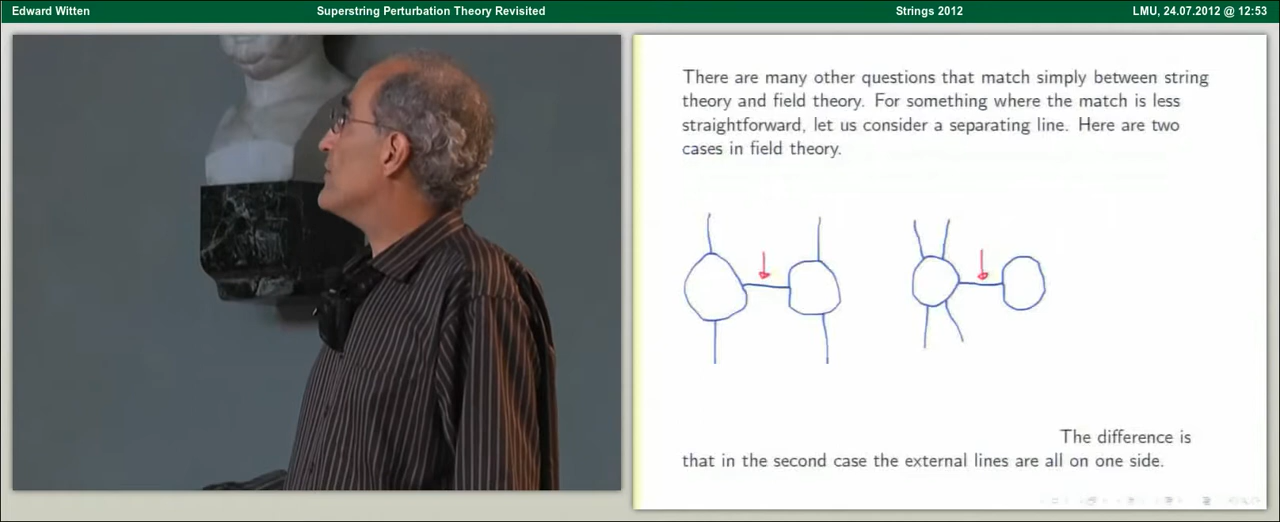 Edward Witten Superstring Perturbation Theory Revisited Strings 2012 LMU, 24.07.2012 @ 12:53
There are many other questions that match simply between string
theory and field theory. For something where the match is less
straightforward, let us consider a separating line. Here are two
cases in field theory.
The difference is
that in the second case the external lines are all on one side.